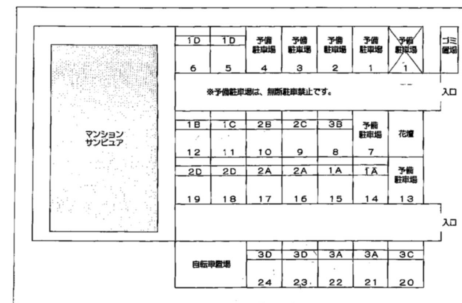 1D 1D 予備駐車場 予備駐車場 予備駐車場 予備駐車場 予備駐車場 ゴミ置場
6 5 4 3 2 1 1
※予備駐車場は、無断駐車禁止です。 入口
マンション
サンピュア
1B 1C 2B 2C 3B 予備駐車場 花壇
12 11 10 9 8 7
2D 2D 2A 2A 1A 1A 予備駐車場
19 18 17 16 15 14 13
入口
自転車置場
3D 3D 3A 3A 3C
24 23 22 21 20